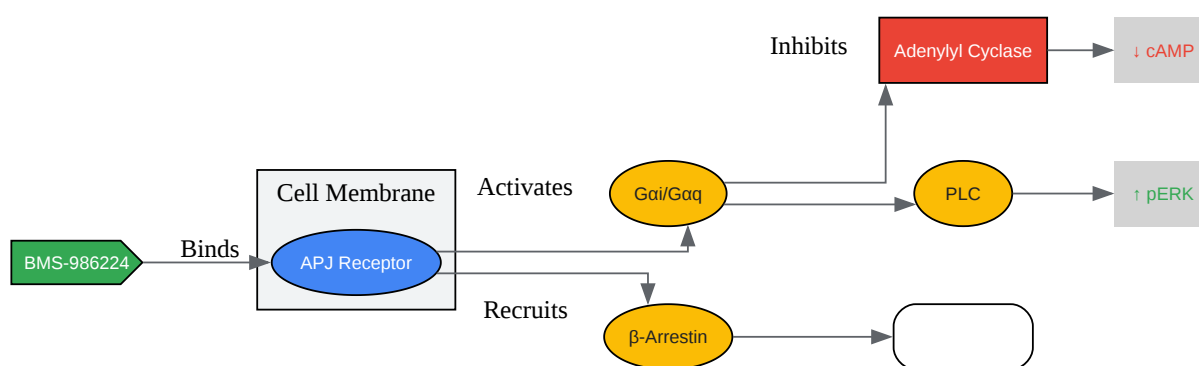 Inhibits
Adenylyl Cyclase
↓ cAMP
Cell Membrane
Activates
Gαi/Gαq
PLC
↑ pERK
BMS-986224
Binds
APJ Receptor
Recruits
β-Arrestin